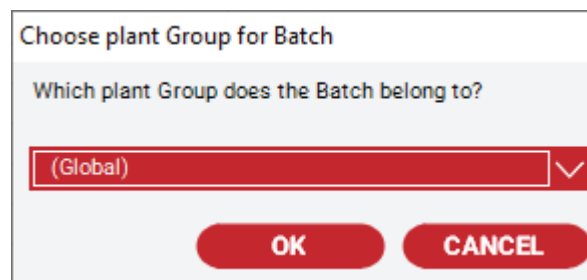 Choose plant Group for Batch
Which plant Group does the Batch belong to?
(Global)
OK CANCEL